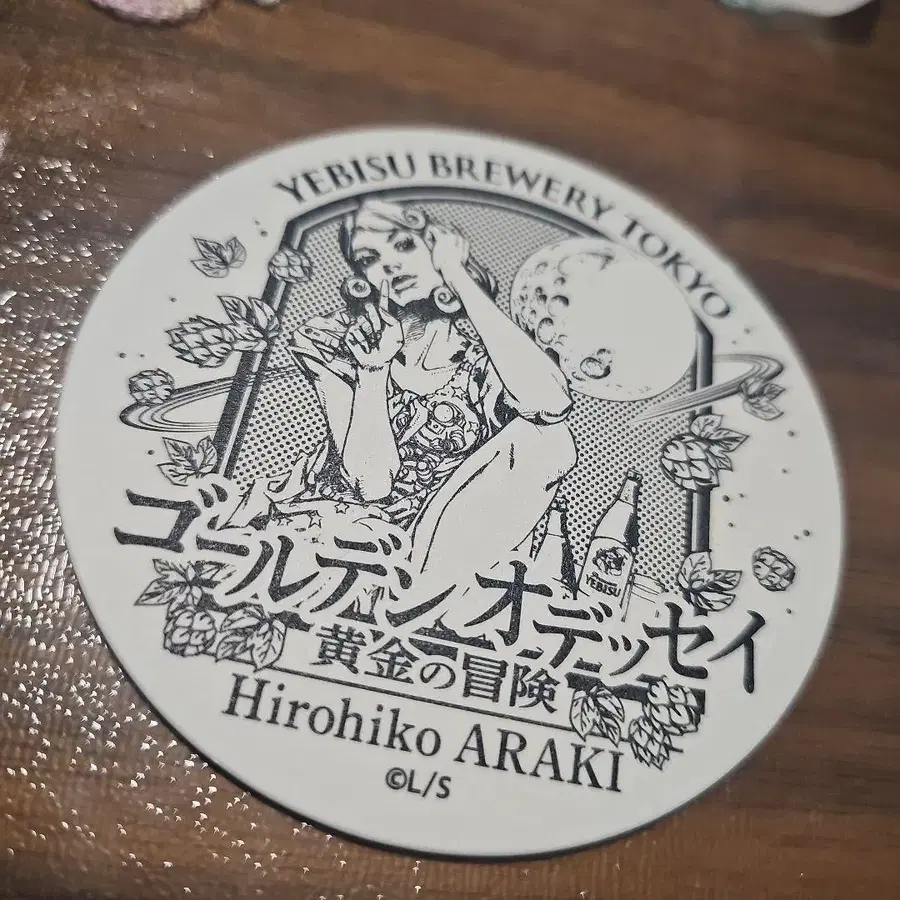 YEBISU BREWERY TOKYO
YEBISU
ゴールデンオデッセイ
黄金の冒険
Hirohiko ARAKI
©L/S